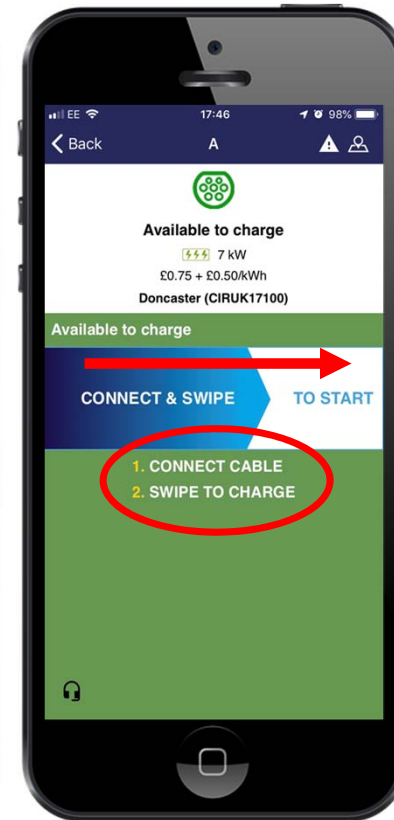 EE 17:46 98%
Back A
Available to charge
7 kW
£0.75 + £0.50/kWh
Doncaster (CIRUK17100)
Available to charge
CONNECT & SWIPE TO START
1. CONNECT CABLE
2. SWIPE TO CHARGE